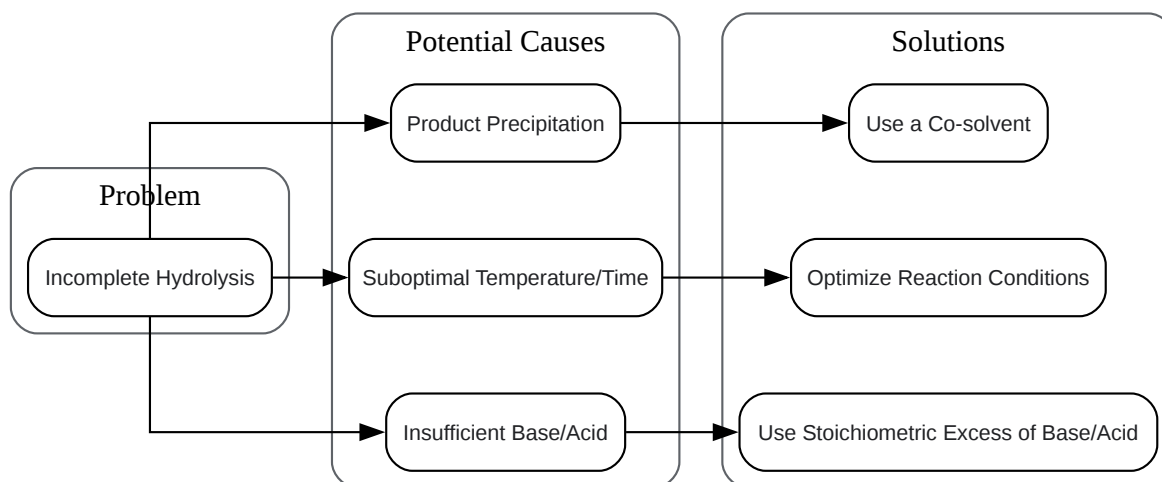 Potential Causes
Solutions
Product Precipitation
Use a Co-solvent
Problem
Incomplete Hydrolysis
Suboptimal Temperature/Time
Optimize Reaction Conditions
Insufficient Base/Acid
Use Stoichiometric Excess of Base/Acid